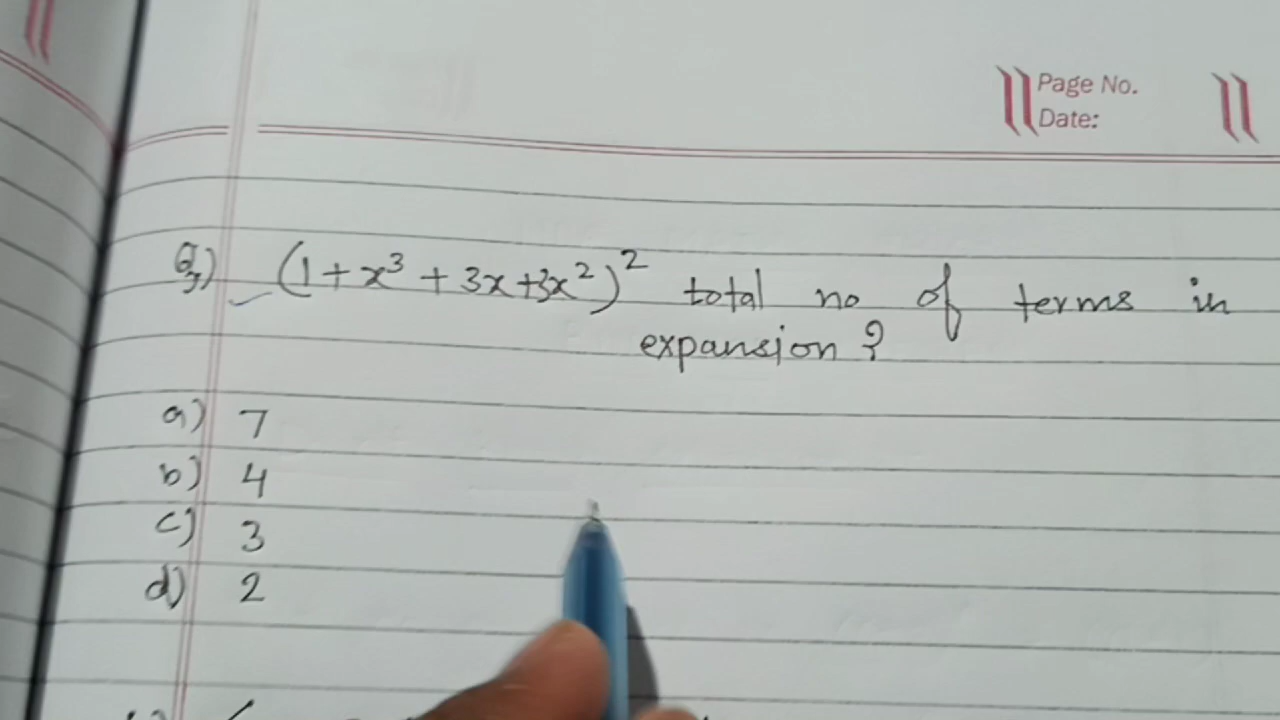 Page No.
Date:
Q) (1 + x³ + 3x + 3x²)² total no of terms in
expansion ?
a) 7
b) 4
c) 3
d) 2